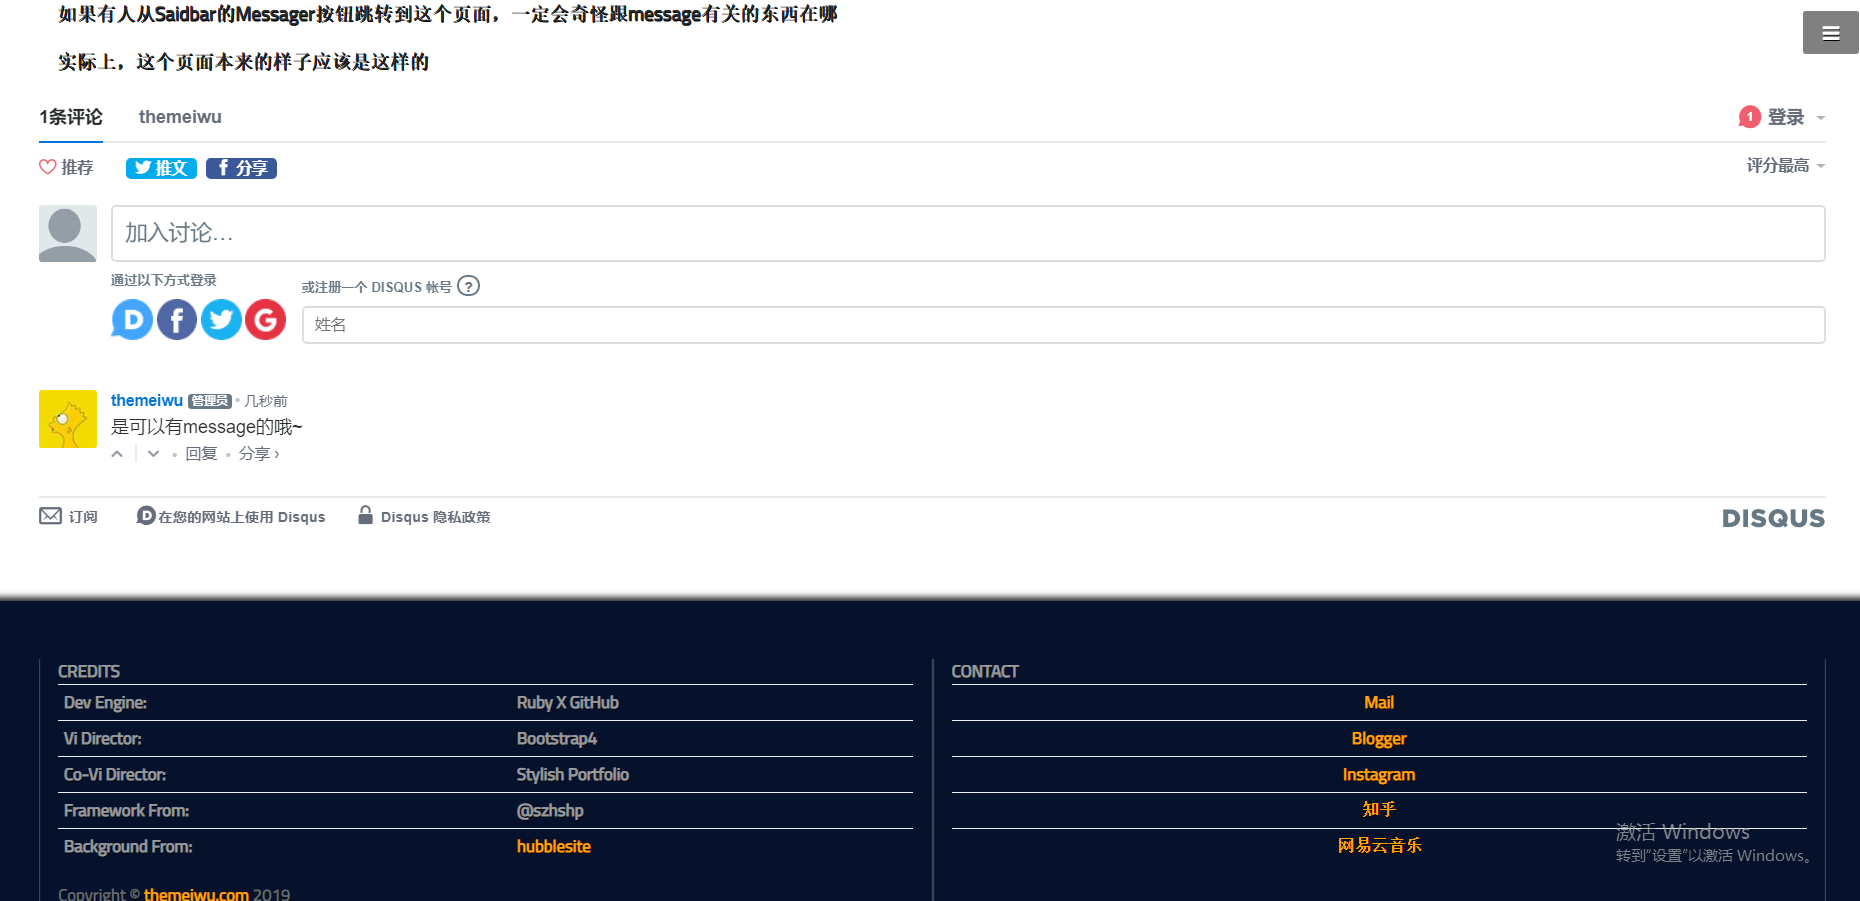 如果有人从Saidbar的Messager按钮跳转到这个页面，一定会奇怪跟message有关的东西在哪
实际上，这个页面本来的样子应该是这样的
1条评论 themeiwu 1 登录
推荐 推文 分享 评分最高
加入讨论…
通过以下方式登录
或注册一个 DISQUS 帐号 ?
姓名
themeiwu 管理员 • 几秒前
是可以有message的哦~
• 回复 • 分享 ›
订阅 D 在您的网站上使用 Disqus Disqus 隐私政策 DISQUS
CREDITS
Dev Engine: Ruby X GitHub
Vi Director: Bootstrap4
Co-Vi Director: Stylish Portfolio
Framework From: @szhshp
Background From: hubblesite
Copyright © themeiwu.com 2019
CONTACT
Mail
Blogger
Instagram
知乎
网易云音乐
激活 Windows
转到“设置”以激活 Windows。